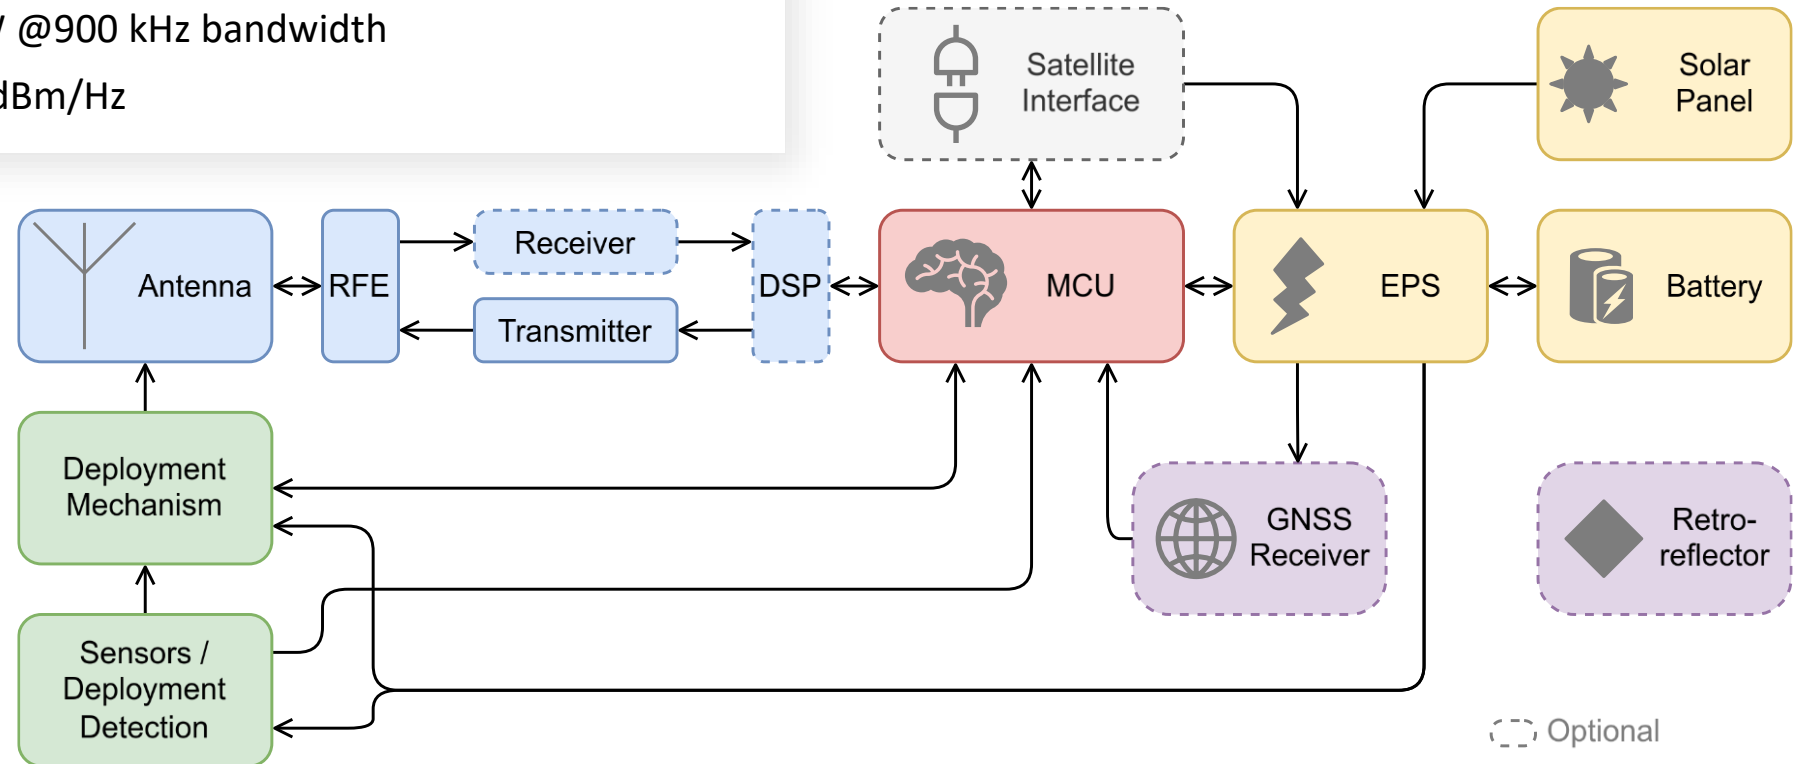 @900 kHz bandwidth
dBm/Hz
Satellite
Interface
Solar
Panel
Antenna
RFE
Receiver
Transmitter
DSP
MCU
EPS
Battery
Deployment
Mechanism
GNSS
Receiver
Retro-
reflector
Sensors /
Deployment
Detection
Optional